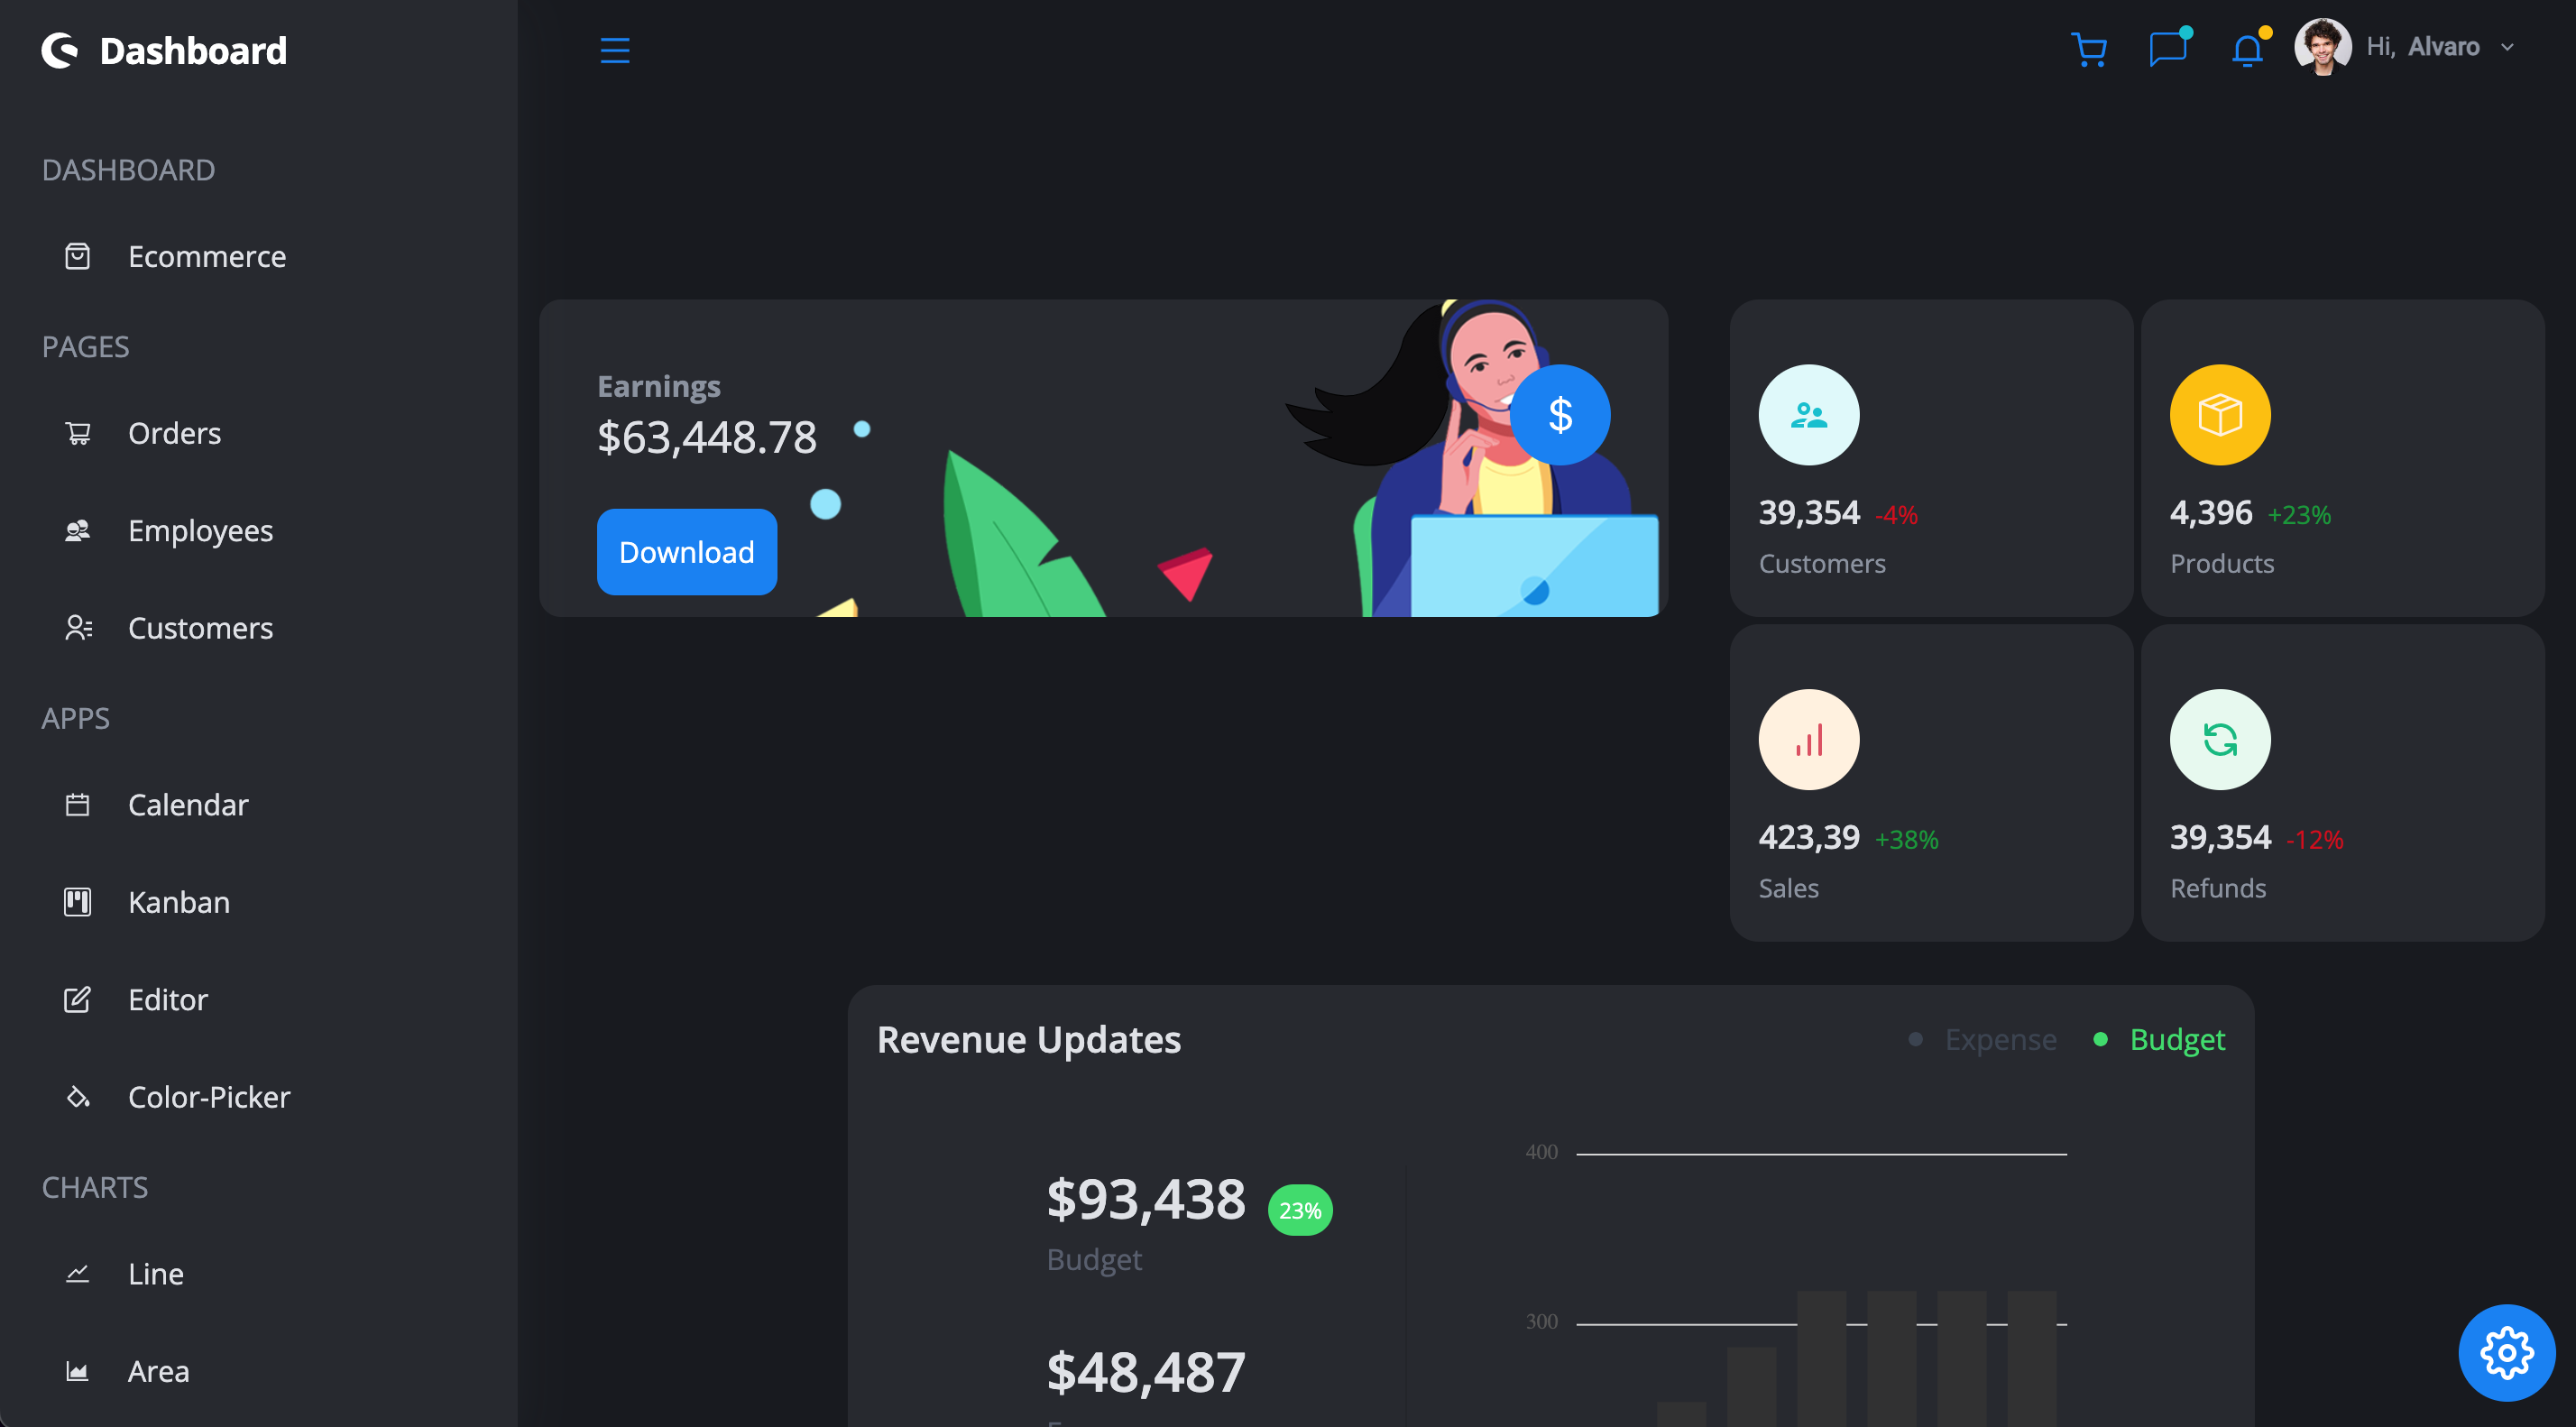 Dashboard
Hi, Alvaro
DASHBOARD
Ecommerce
PAGES
Orders
Employees
Customers
APPS
Calendar
Kanban
Editor
Color-Picker
CHARTS
Line
Area
Earnings
$63,448.78
Download
$
39,354 -4%
Customers
4,396 +23%
Products
423,39 +38%
Sales
39,354 -12%
Refunds
Revenue Updates
Expense
Budget
$93,438 23%
Budget
$48,487
400
300